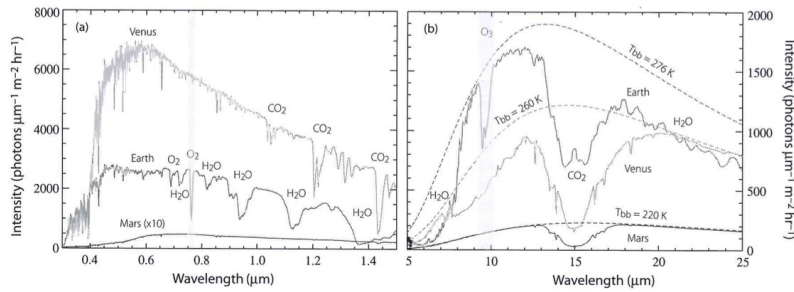 8000
6000
4000
2000
0
Intensity (photons μm⁻¹ m⁻² hr⁻¹)
(a)
Venus
CO₂
CO₂
CO₂
Earth
O₂
O₂
H₂O
H₂O
H₂O
H₂O
H₂O
Mars (x10)
0.4 0.6 0.8 1.0 1.2 1.4
Wavelength (μm)
(b)
O₃
Tbb = 276 K
Tbb = 260 K
Earth
H₂O
H₂O
Venus
CO₂
Tbb = 220 K
Mars
5 10 15 20 25
Wavelength (μm)
2000
1500
1000
500
0
Intensity (photons μm⁻¹ m⁻² hr⁻¹)